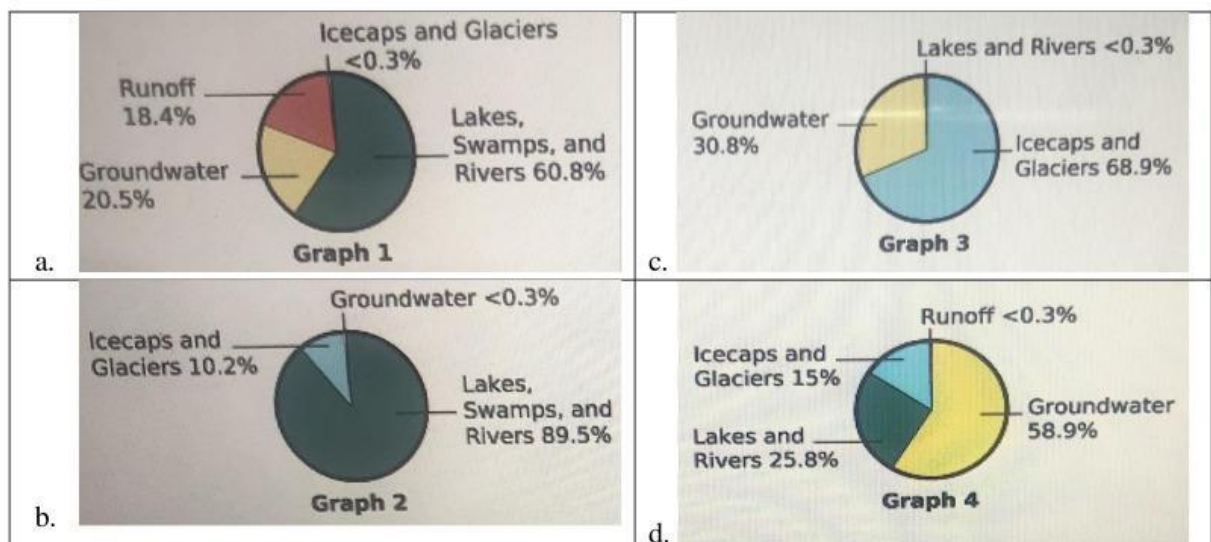 Icecaps and Glaciers
<0.3%
Runoff
18.4%
Lakes,
Swamps, and
Rivers 60.8%
Groundwater
20.5%
Graph 1
a.
Lakes and Rivers <0.3%
Groundwater
30.8%
Icecaps and
Glaciers 68.9%
Graph 3
c.
Groundwater <0.3%
Icecaps and
Glaciers 10.2%
Lakes,
Swamps, and
Rivers 89.5%
Graph 2
b.
Runoff <0.3%
Icecaps and
Glaciers 15%
Groundwater
58.9%
Lakes and
Rivers 25.8%
Graph 4
d.